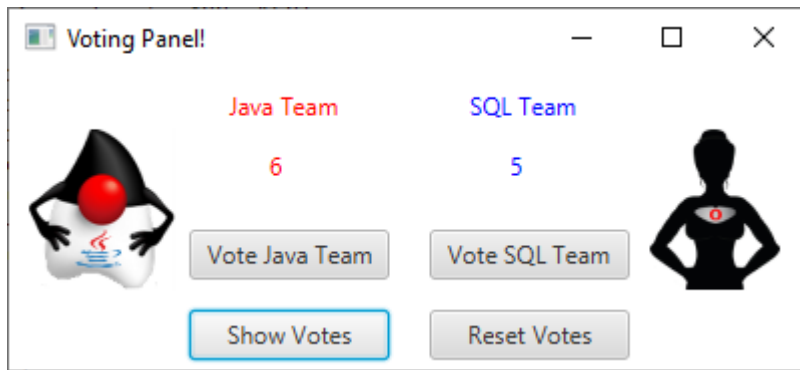 Voting Panel!
Java Team SQL Team
6 5
O
Vote Java Team Vote SQL Team
Show Votes Reset Votes